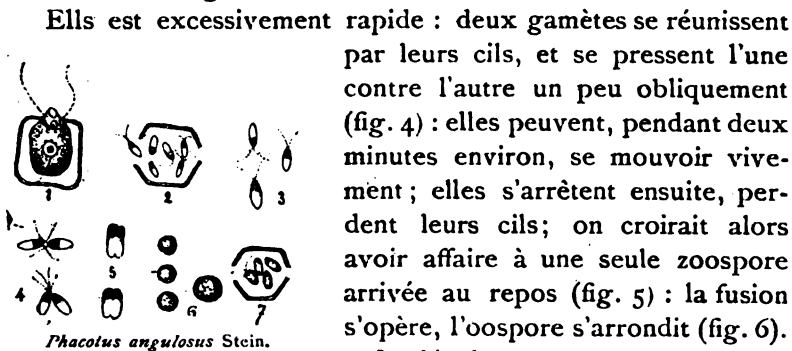 Ells est excessivement rapide : deux gamètes se réunissent
par leurs cils, et se pressent l'une
contre l'autre un peu obliquement
(fig. 4) : elles peuvent, pendant deux
minutes environ, se mouvoir vive-
ment ; elles s'arrêtent ensuite, per-
dent leurs cils; on croirait alors
avoir affaire à une seule zoospore
arrivée au repos (fig. 5) : la fusion
s'opère, l'oospore s'arrondit (fig. 6).
1 2 3
4 5 6 7
Phacotus angulosus Stein.